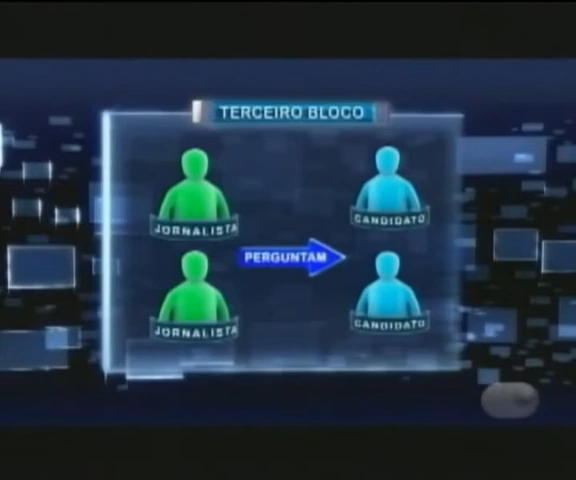 TERCEIRO BLOCO
JORNALISTA
CANDIDATO
PERGUNTAM
JORNALISTA
CANDIDATO